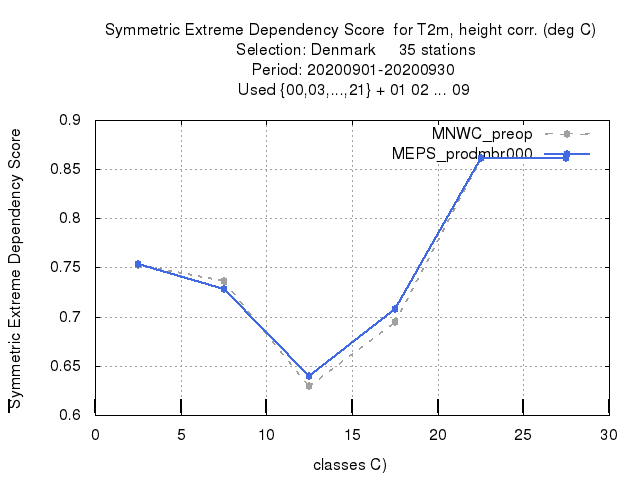 Symmetric Extreme Dependency Score  for T2m, height corr. (deg C)
Selection: Denmark     35 stations
Period: 20200901-20200930
Used {00,03,...,21} + 01 02 ... 09
Symmetric Extreme Dependency Score
MNWC_preop
MEPS_prodmbr000
0.9
0.85
0.8
0.75
0.7
0.65
0.6
0 5 10 15 20 25 30
classes C)